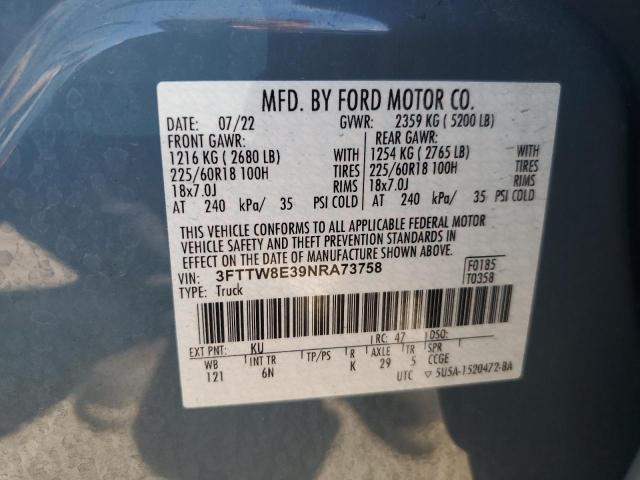 MFD. BY FORD MOTOR CO.
DATE: 07/22 GVWR: 2359 KG ( 5200 LB)
FRONT GAWR: REAR GAWR:
1216 KG ( 2680 LB) WITH 1254 KG ( 2765 LB) WITH
225/60R18 100H TIRES 225/60R18 100H TIRES
18x7.0J RIMS 18x7.0J RIMS
AT 240 kPa/ 35 PSI COLD AT 240 kPa/ 35 PSI COLD
THIS VEHICLE CONFORMS TO ALL APPLICABLE FEDERAL MOTOR
VEHICLE SAFETY AND THEFT PREVENTION STANDARDS IN
EFFECT ON THE DATE OF MANUFACTURE SHOWN ABOVE.
VIN: 3FTTW8E39NRA73758 F0185
TYPE: Truck T0358
EXT PNT: KU RC: 47 DSO:
WB INT TR TP/PS R AXLE TR SPR
121 6N K 29 5 CCGE
UTC ▽ 5U5A-1520472-BA